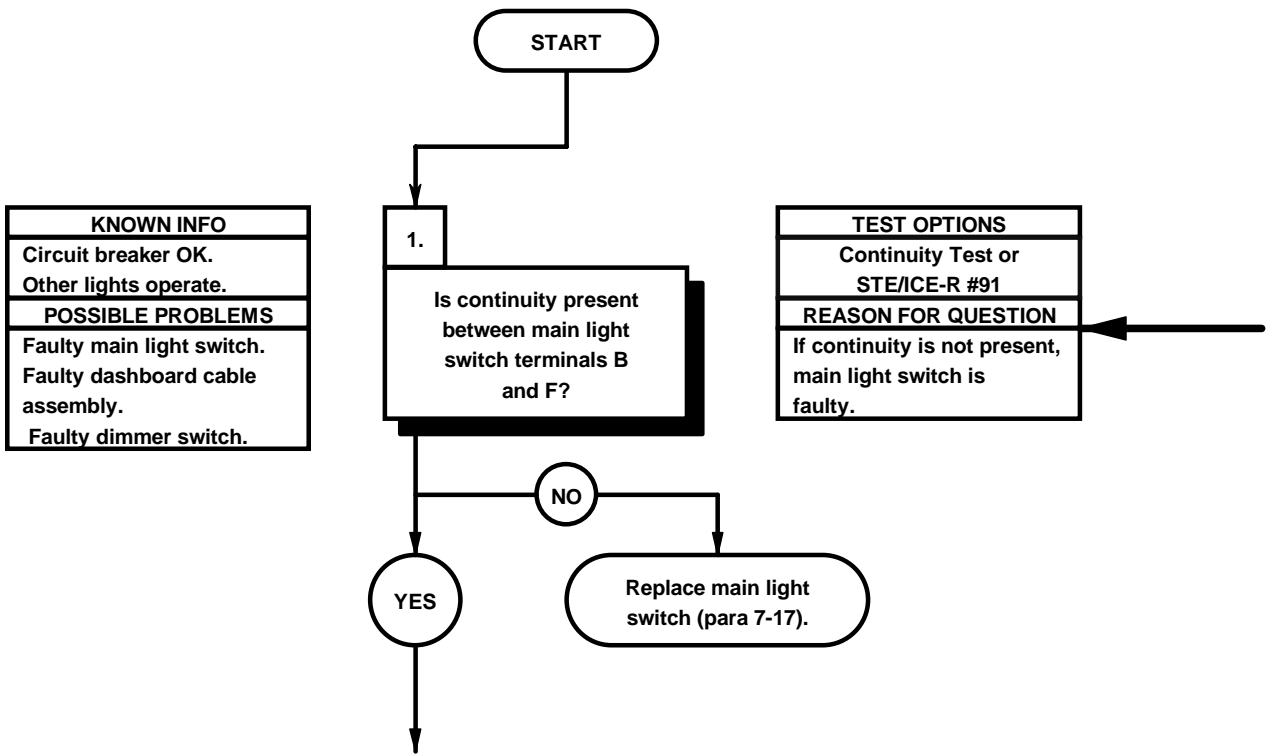 START
KNOWN INFO
Circuit breaker OK.
Other lights operate.
POSSIBLE PROBLEMS
Faulty main light switch.
Faulty dashboard cable
assembly.
Faulty dimmer switch.
1.
Is continuity present
between main light
switch terminals B
and F?
TEST OPTIONS
Continuity Test or
STE/ICE-R #91
REASON FOR QUESTION
If continuity is not present,
main light switch is
faulty.
NO
YES
Replace main light
switch (para 7-17).